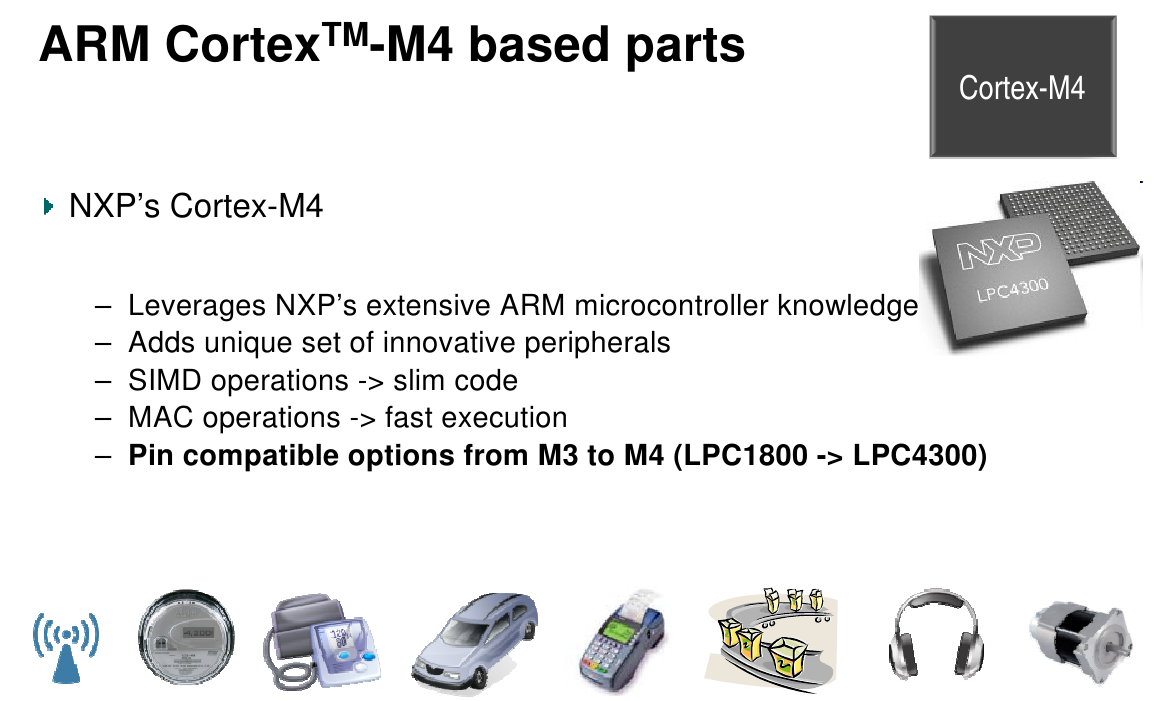 ARM Cortex™-M4 based parts
Cortex-M4
NXP's Cortex-M4
NXP
LPC4300
– Leverages NXP's extensive ARM microcontroller knowledge
– Adds unique set of innovative peripherals
– SIMD operations -> slim code
– MAC operations -> fast execution
– Pin compatible options from M3 to M4 (LPC1800 -> LPC4300)